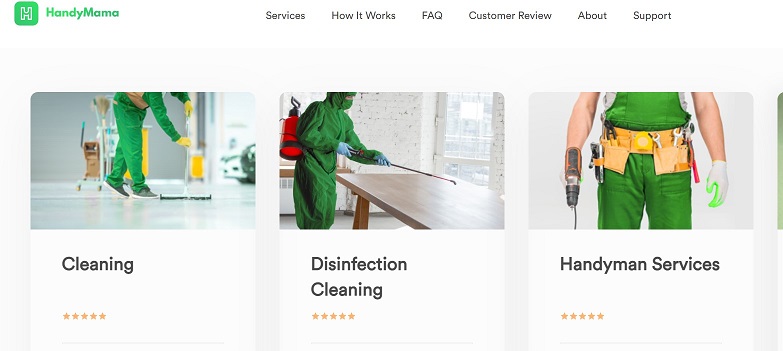 HandyMama
Services
How It Works
FAQ
Customer Review
About
Support
Cleaning
Disinfection
Cleaning
Handyman Services